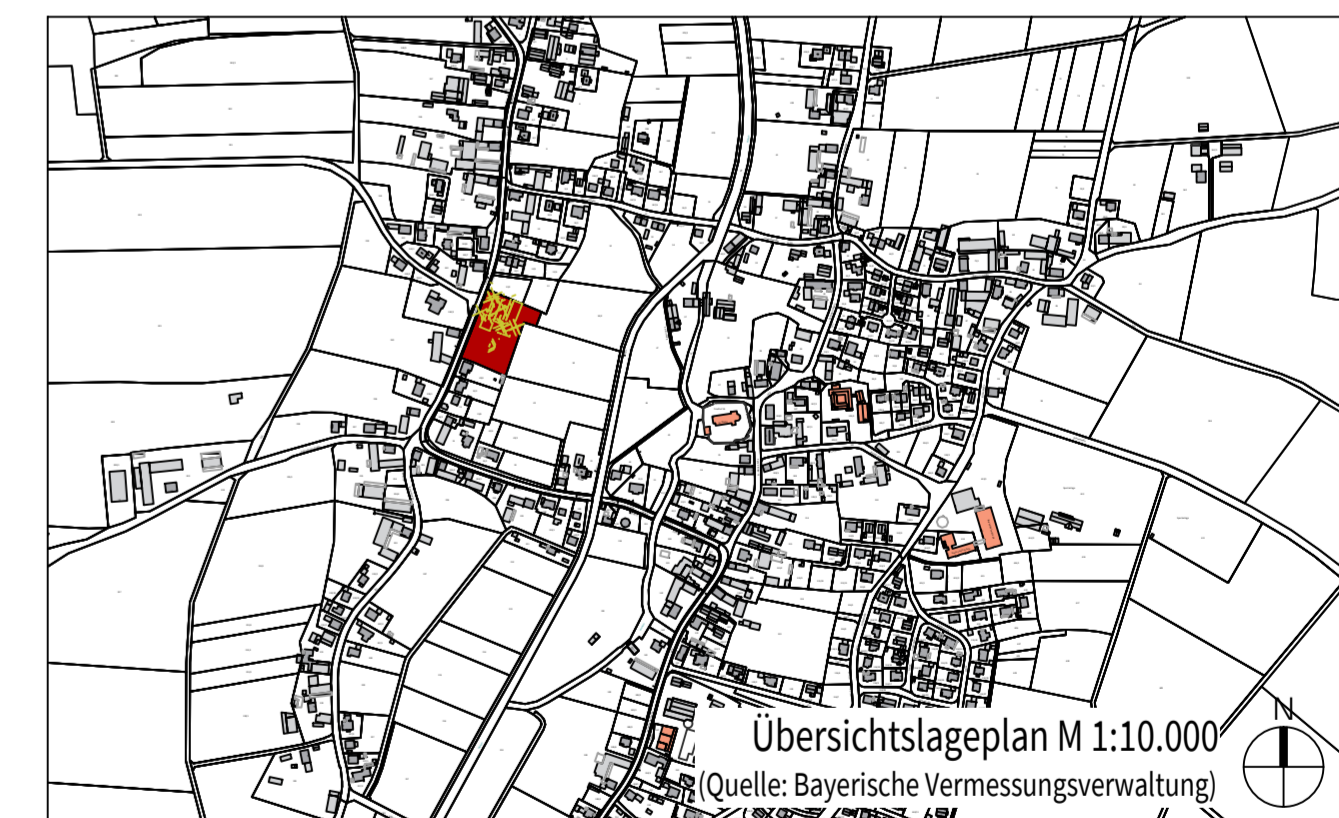 Übersichtslageplan M 1:10.000
(Quelle: Bayerische Vermessungsverwaltung)
N